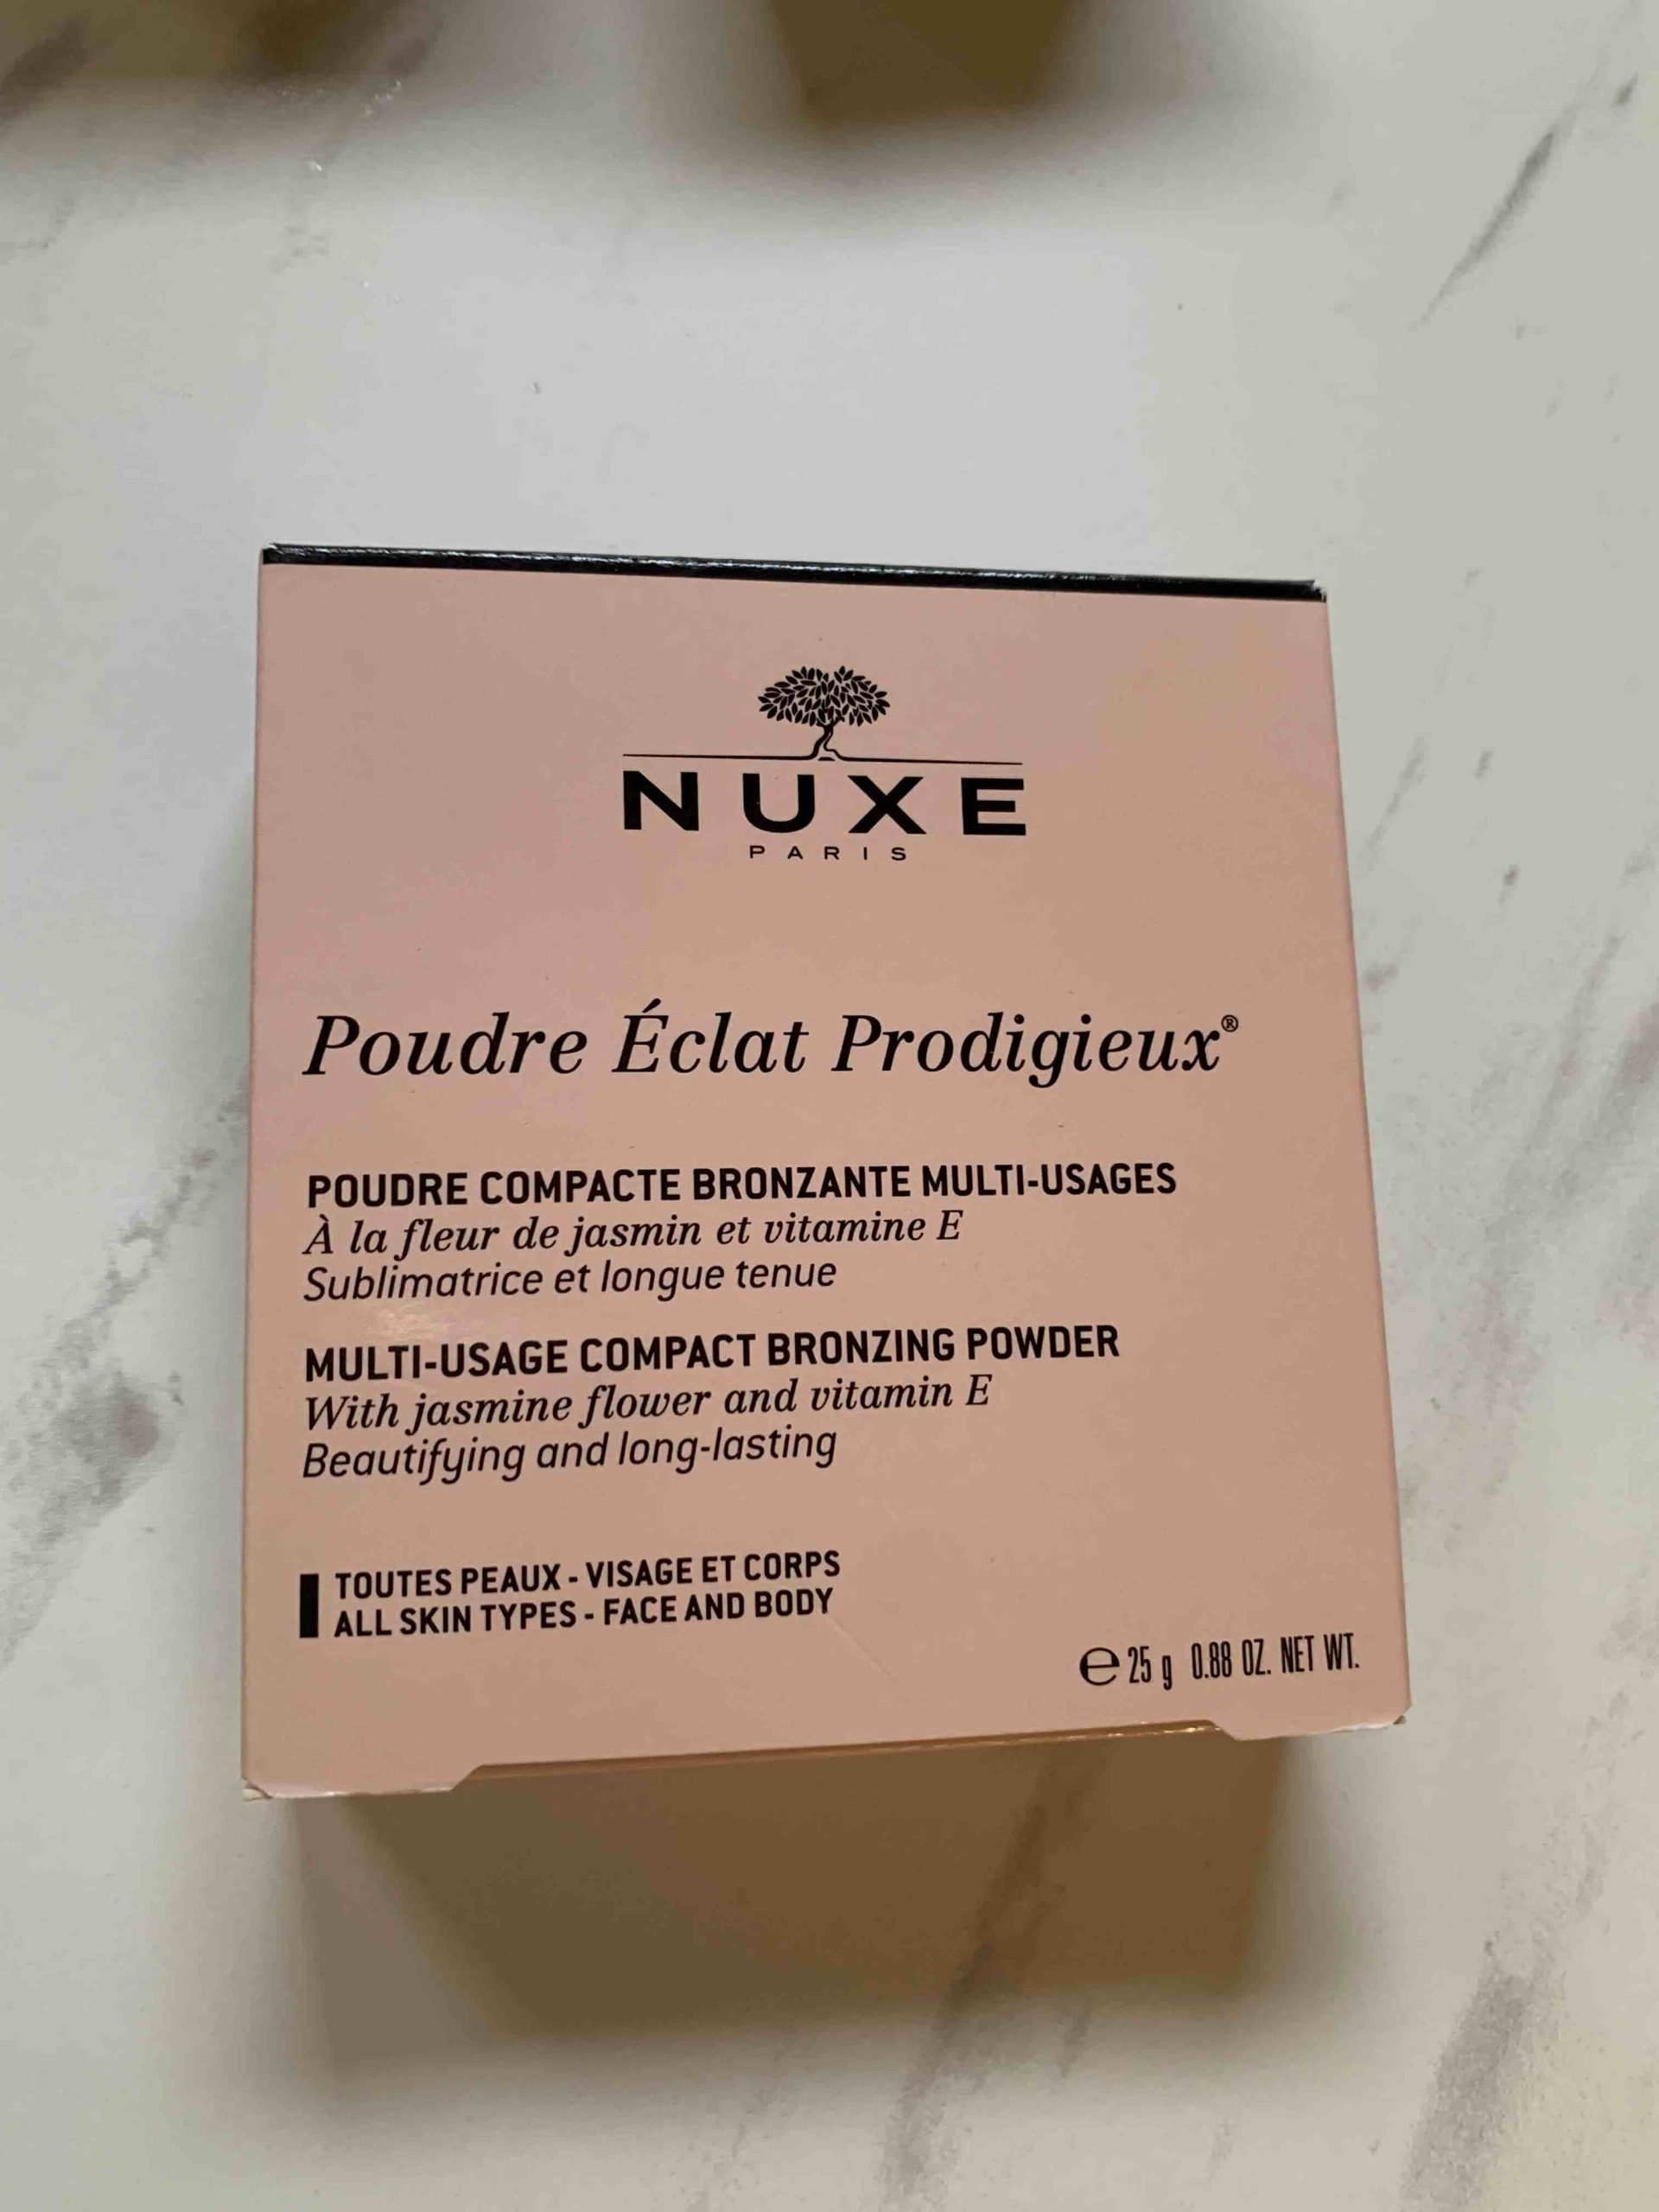 NUXE
PARIS
Poudre Éclat Prodigieux®
POUDRE COMPACTE BRONZANTE MULTI-USAGES
À la fleur de jasmin et vitamine E
Sublimatrice et longue tenue
MULTI-USAGE COMPACT BRONZING POWDER
With jasmine flower and vitamin E
Beautifying and long-lasting
TOUTES PEAUX - VISAGE ET CORPS
ALL SKIN TYPES - FACE AND BODY
℮ 25 g 0.88 OZ. NET WT.